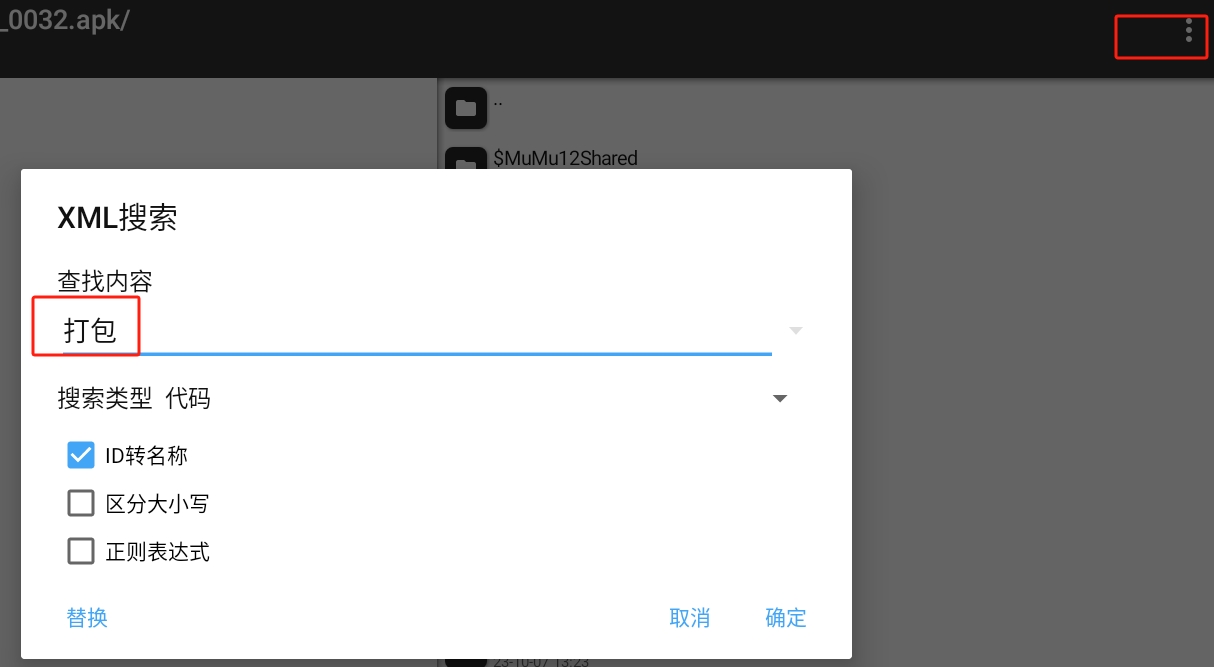 _0032.apk/
..
$MuMu12Shared
XML搜索
查找内容
打包
搜索类型 代码
ID转名称
区分大小写
正则表达式
替换 取消 确定
23-10-07 13:23